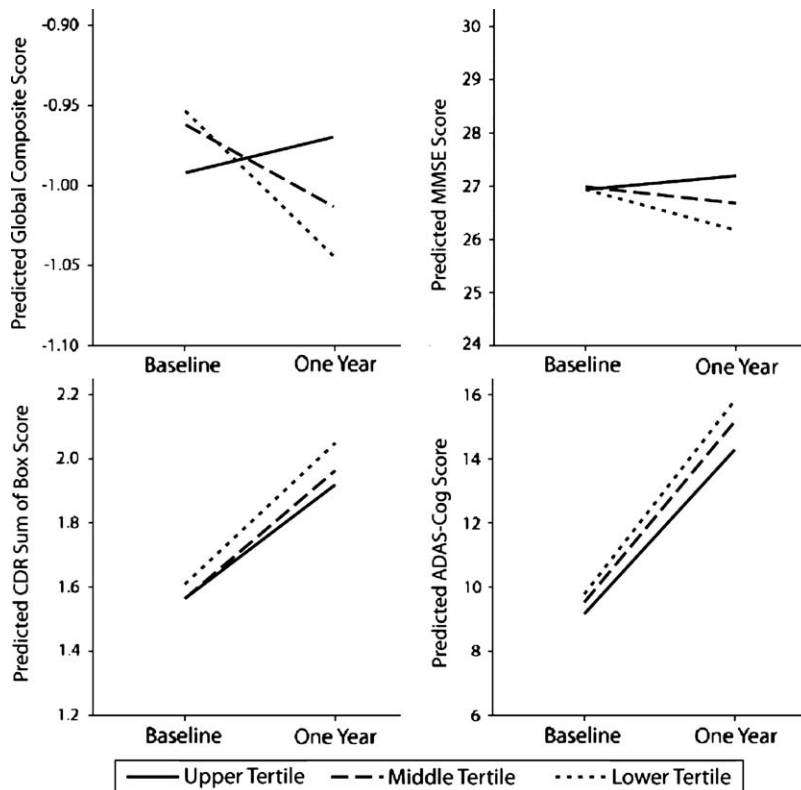 Predicted Global Composite Score
-0.90
-0.95
-1.00
-1.05
-1.10
Baseline
One Year
Predicted MMSE Score
30
29
28
27
26
25
24
Baseline
One Year
Predicted CDR Sum of Box Score
2.2
2.0
1.8
1.6
1.4
1.2
Baseline
One Year
Predicted ADAS-Cog Score
16
14
12
10
8
6
Baseline
One Year
Upper Tertile
Middle Tertile
Lower Tertile